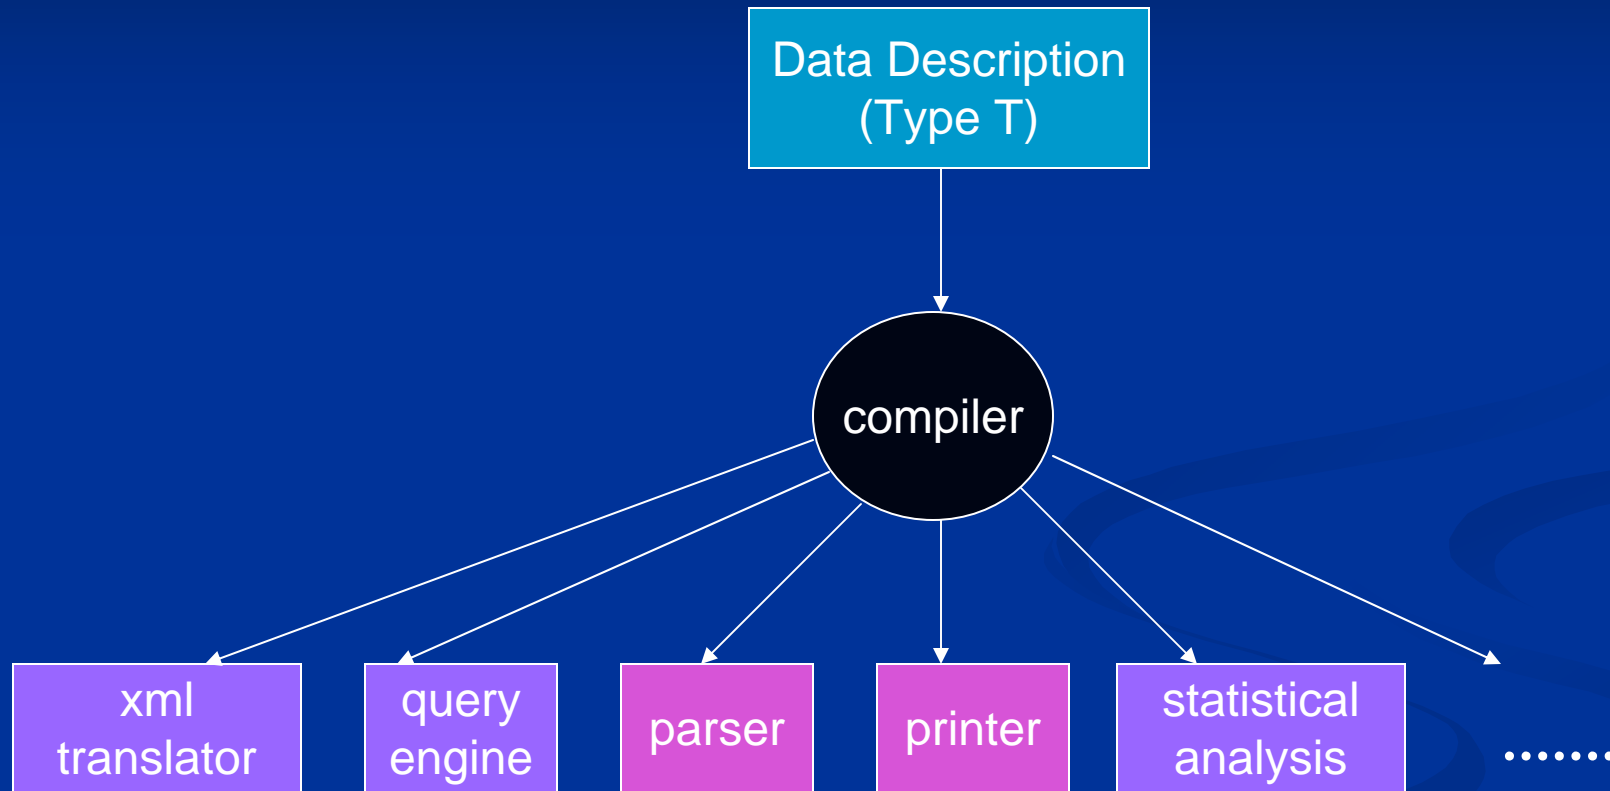 Data Description
(Type T)
compiler
xml
translator
query
engine
parser
printer
statistical
analysis
........